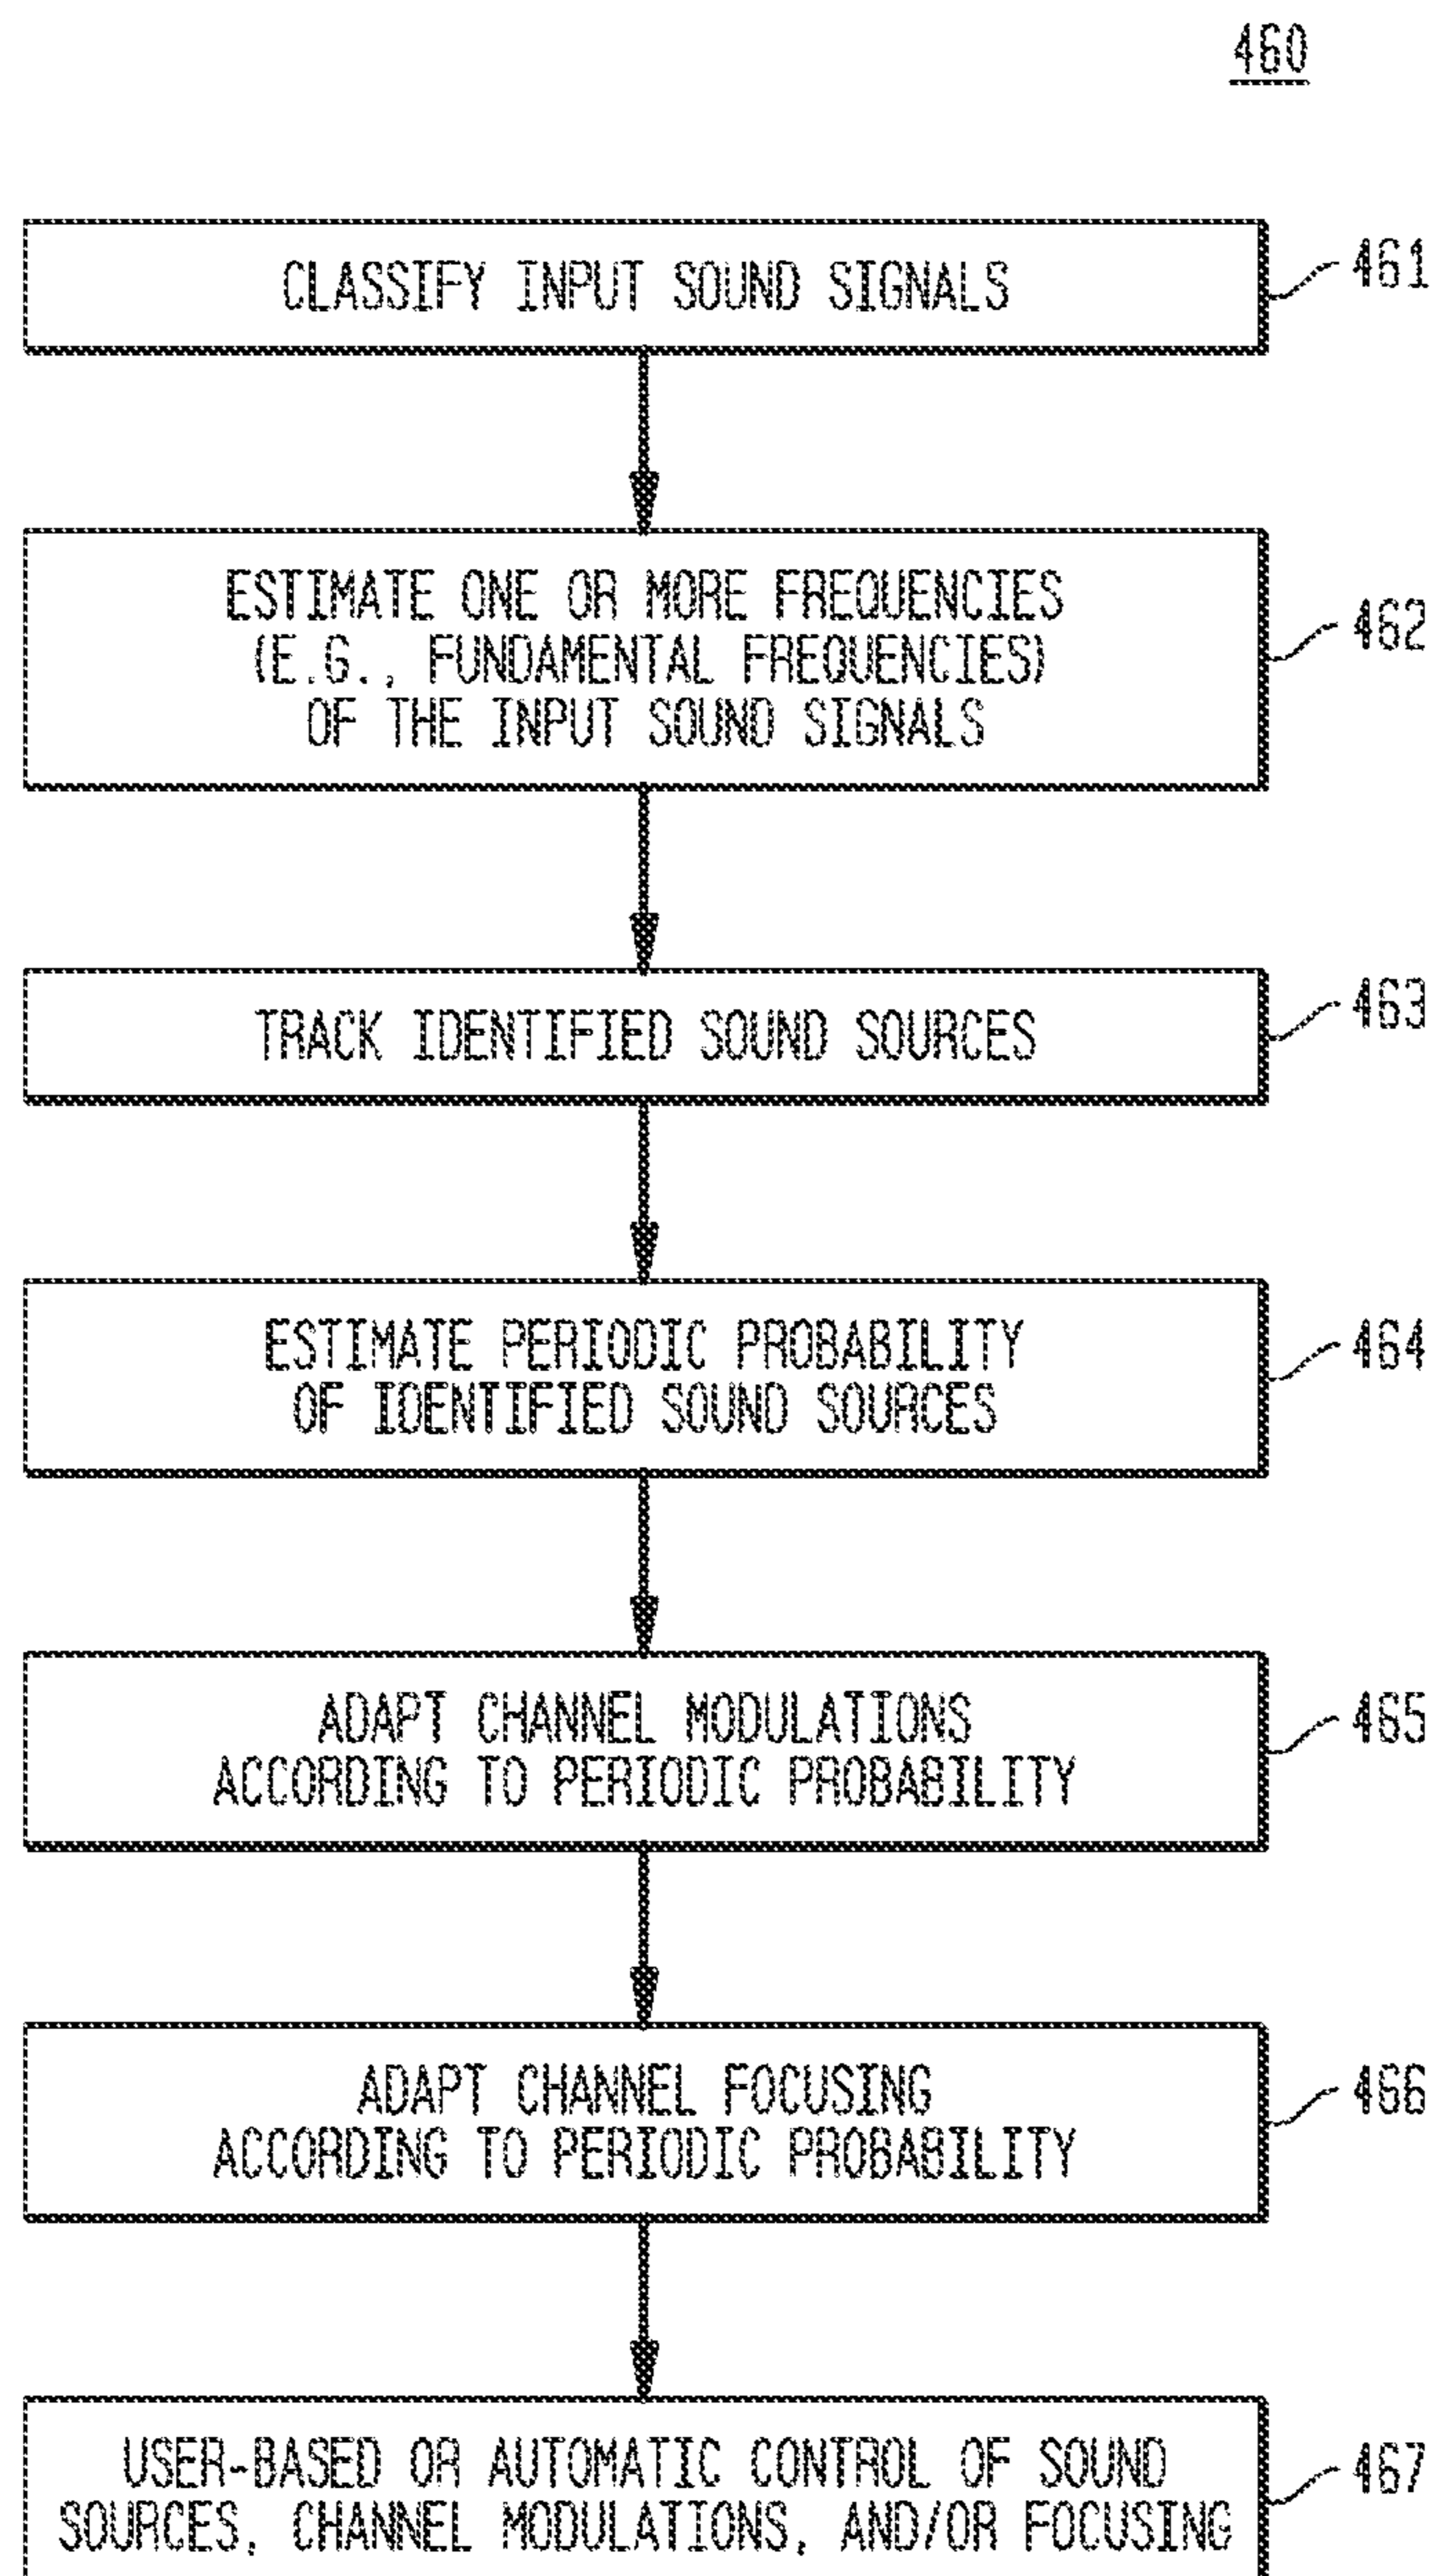 460
CLASSIFY INPUT SOUND SIGNALS
461
ESTIMATE ONE OR MORE FREQUENCIES
(E.G., FUNDAMENTAL FREQUENCIES)
OF THE INPUT SOUND SIGNALS
462
TRACK IDENTIFIED SOUND SOURCES
463
ESTIMATE PERIODIC PROBABILITY
OF IDENTIFIED SOUND SOURCES
464
ADAPT CHANNEL MODULATIONS
ACCORDING TO PERIODIC PROBABILITY
465
ADAPT CHANNEL FOCUSING
ACCORDING TO PERIODIC PROBABILITY
466
USER-BASED OR AUTOMATIC CONTROL OF SOUND
SOURCES, CHANNEL MODULATIONS, AND/OR FOCUSING
467